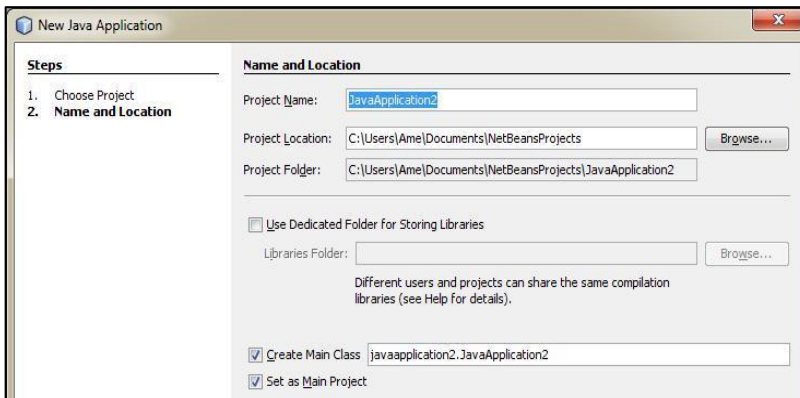 New Java Application
Steps
1. Choose Project
2. Name and Location
Name and Location
Project Name: JavaApplication2
Project Location: C:\Users\Ame\Documents\NetBeansProjects Browse...
Project Folder: C:\Users\Ame\Documents\NetBeansProjects\JavaApplication2
Use Dedicated Folder for Storing Libraries
Libraries Folder: Browse...
Different users and projects can share the same compilation
libraries (see Help for details).
Create Main Class javaapplication2.JavaApplication2
Set as Main Project